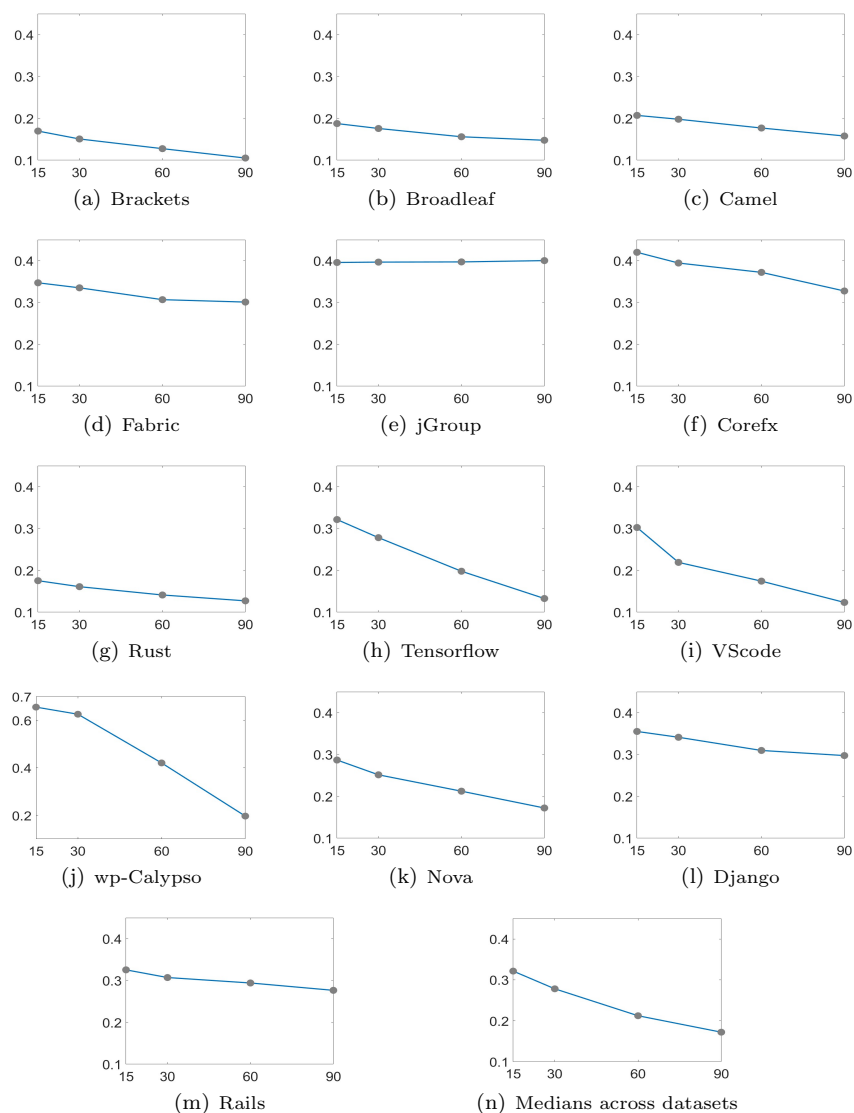 0.4
0.3
0.2
0.1
15 30 60 90
(a) Brackets
0.4
0.3
0.2
0.1
15 30 60 90
(b) Broadleaf
0.4
0.3
0.2
0.1
15 30 60 90
(c) Camel
0.4
0.3
0.2
0.1
15 30 60 90
(d) Fabric
0.4
0.3
0.2
0.1
15 30 60 90
(e) jGroup
0.4
0.3
0.2
0.1
15 30 60 90
(f) Corefx
0.4
0.3
0.2
0.1
15 30 60 90
(g) Rust
0.4
0.3
0.2
0.1
15 30 60 90
(h) Tensorflow
0.4
0.3
0.2
0.1
15 30 60 90
(i) VScode
0.7
0.6
0.4
0.2
15 30 60 90
(j) wp-Calypso
0.4
0.3
0.2
0.1
15 30 60 90
(k) Nova
0.4
0.3
0.2
0.1
15 30 60 90
(l) Django
0.4
0.3
0.2
0.1
15 30 60 90
(m) Rails
0.4
0.3
0.2
0.1
15 30 60 90
(n) Medians across datasets